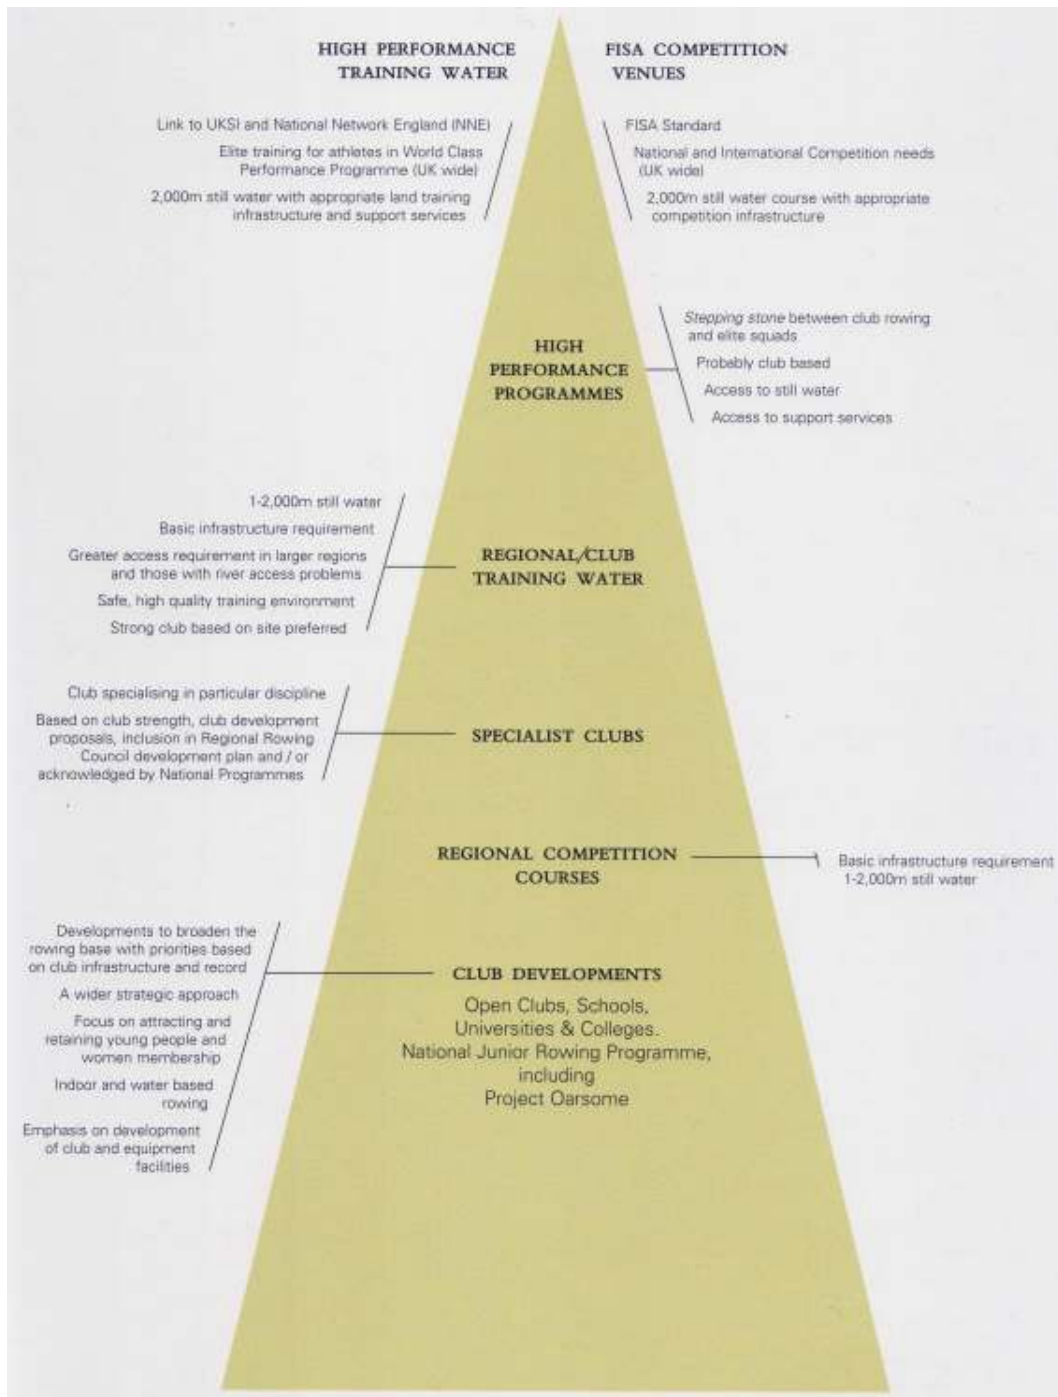 HIGH PERFORMANCE
TRAINING WATER
FISA COMPETITION
VENUES
Link to UKSI and National Network England (NNE)
Elite training for athletes in World Class
Performance Programme (UK wide)
2,000m still water with appropriate land training
infrastructure and support services
FISA Standard
National and International Competition needs
(UK wide)
2,000m still water course with appropriate
competition infrastructure
HIGH
PERFORMANCE
PROGRAMMES
Stepping stone between club rowing
and elite squads
Probably club based
Access to still water
Access to support services
1-2,000m still water
Basic infrastructure requirement
Greater access requirement in larger regions
and those with river access problems
Safe, high quality training environment
Strong club based on site preferred
REGIONAL/CLUB
TRAINING WATER
Club specialising in particular discipline
Based on club strength, club development
proposals, inclusion in Regional Rowing
Council development plan and / or
acknowledged by National Programmes
SPECIALIST CLUBS
REGIONAL COMPETITION
COURSES
Basic infrastructure requirement
1-2,000m still water
Developments to broaden the
rowing base with priorities based
on club infrastructure and record
A wider strategic approach
Focus on attracting and
retaining young people and
women membership
Indoor and water based
rowing
Emphasis on development
of club and equipment
facilities
CLUB DEVELOPMENTS
Open Clubs, Schools,
Universities & Colleges.
National Junior Rowing Programme,
including
Project Oarsome